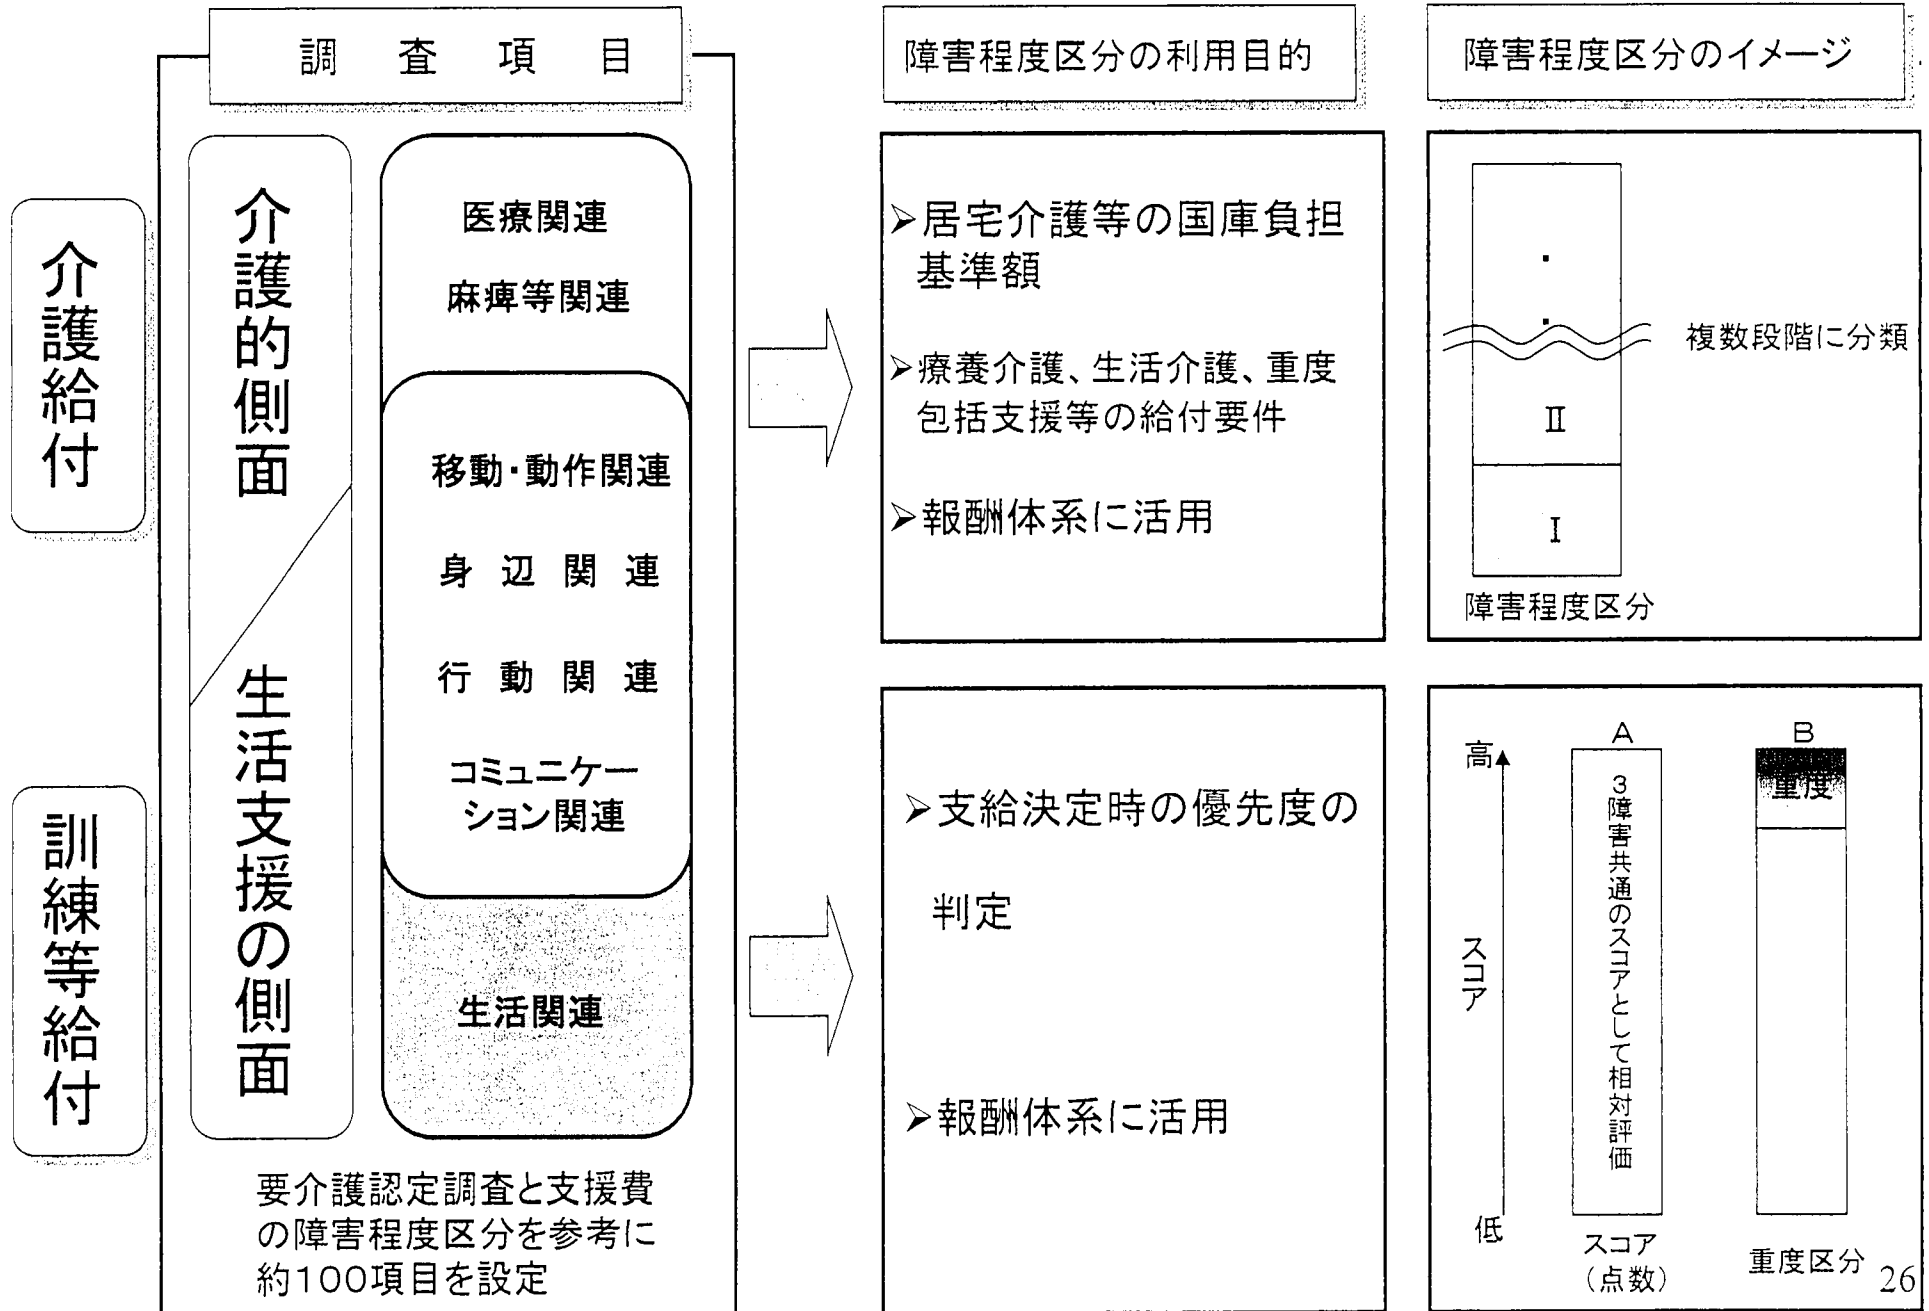 調査項目
障害程度区分の利用目的
障害程度区分のイメージ
介護給付
訓練等給付
介護的側面
生活支援の側面
医療関連
麻痺等関連
移動・動作関連
身辺関連
行動関連
コミュニケー
ション関連
生活関連
要介護認定調査と支援費
の障害程度区分を参考に
約100項目を設定
➢居宅介護等の国庫負担
基準額
➢療養介護、生活介護、重度
包括支援等の給付要件
➢報酬体系に活用
複数段階に分類
Ⅱ
Ⅰ
障害程度区分
➢支給決定時の優先度の
判定
➢報酬体系に活用
高
スコア
低
A
3障害共通のスコアとして相対評価
スコア
（点数）
B
重度
重度区分
26